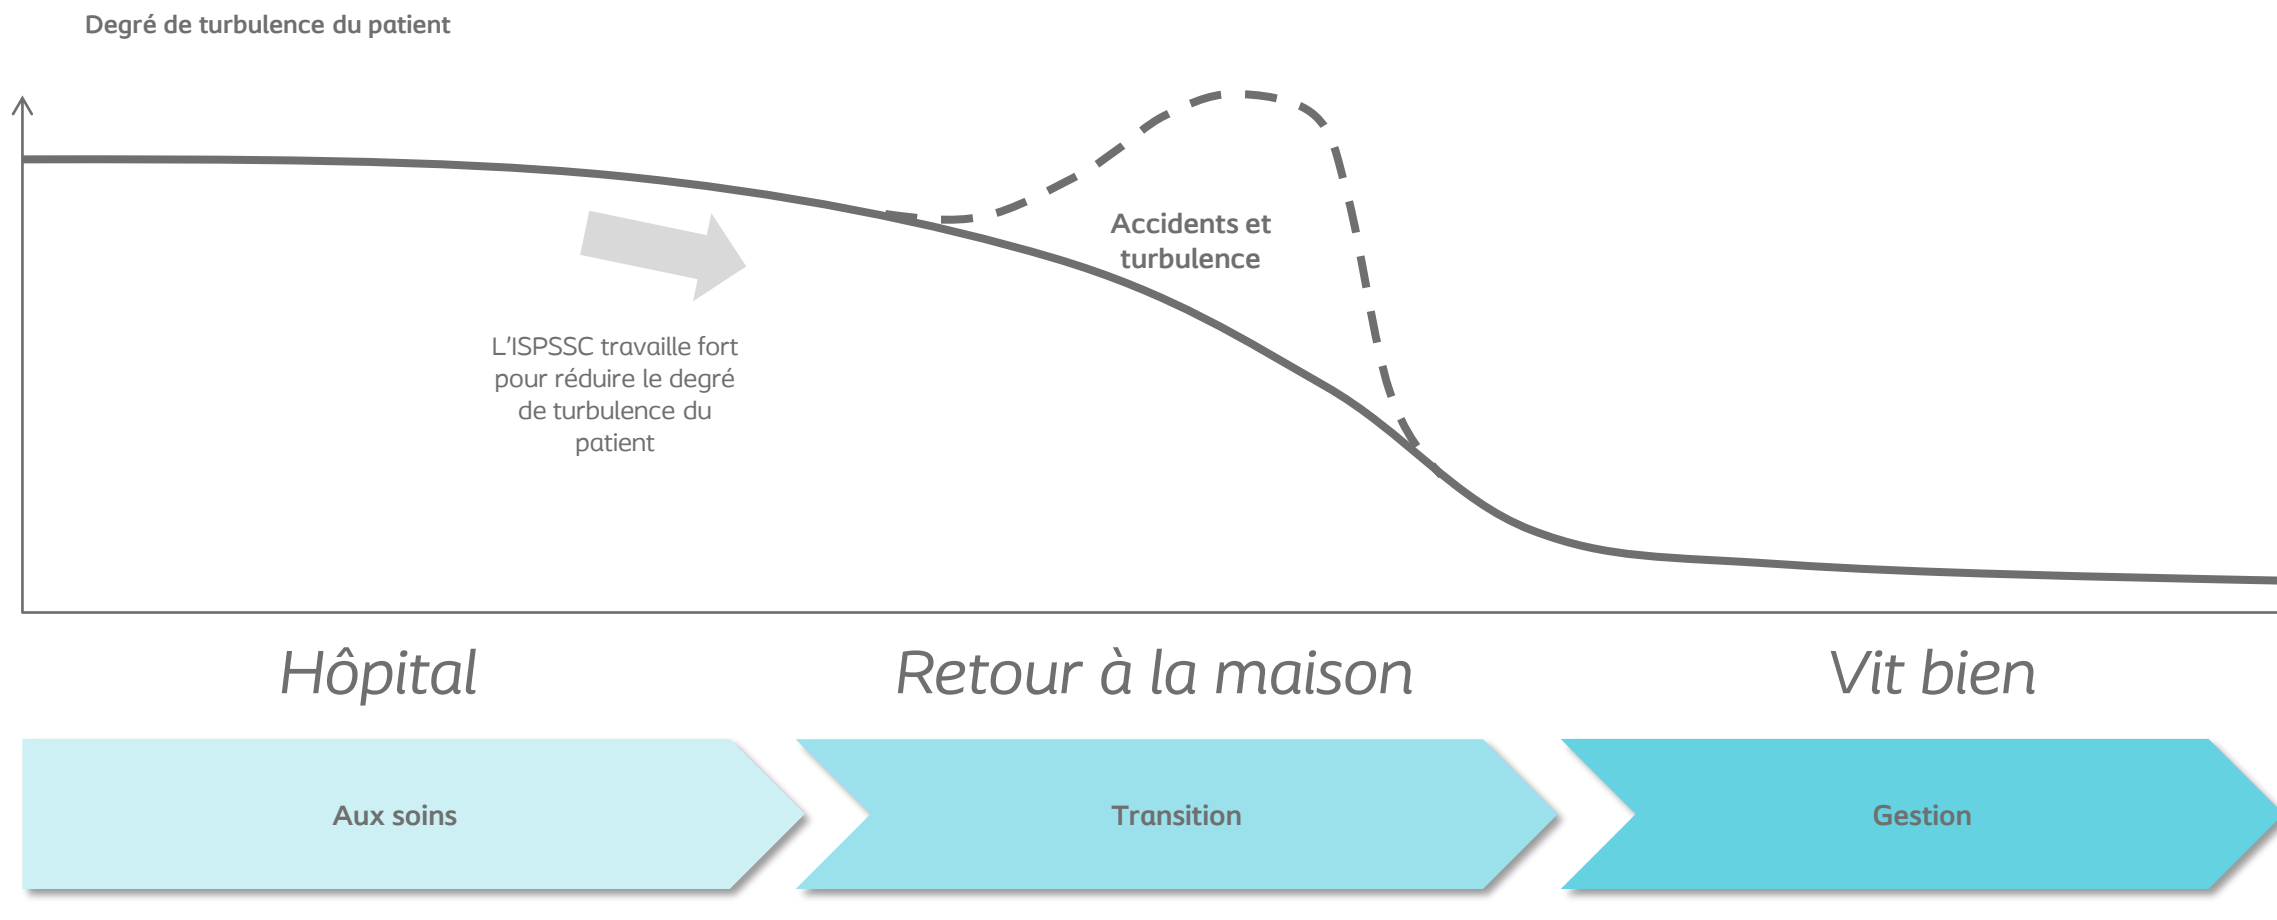 Degré de turbulence du patient
Accidents et
turbulence
L'ISPSSC travaille fort
pour réduire le degré
de turbulence du
patient
Hôpital
Retour à la maison
Vit bien
Aux soins
Transition
Gestion